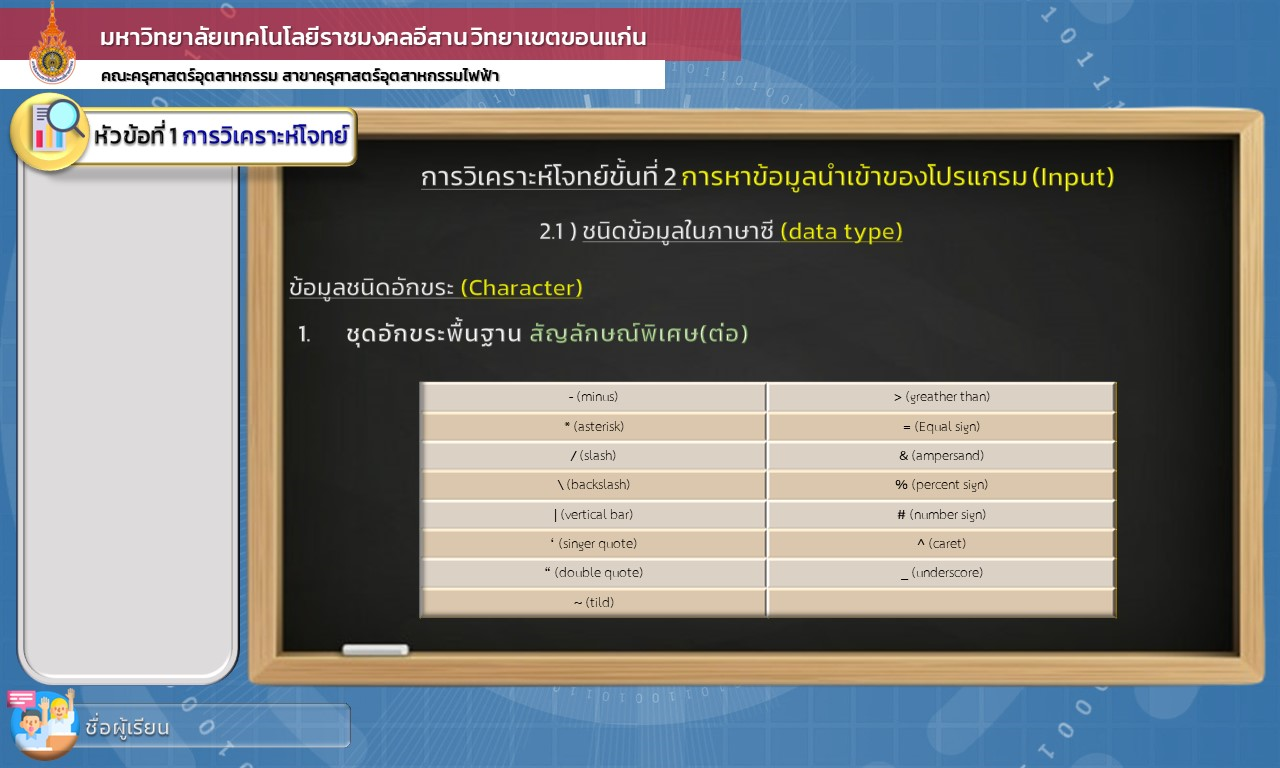 มหาวิทยาลัยเทคโนโลยีราชมงคลอีสาน วิทยาเขตขอนแก่น
คณะครุศาสตร์อุตสาหกรรม สาขาครุศาสตร์อุตสาหกรรมไฟฟ้า
หัวข้อที่ 1 การวิเคราะห์โจทย์
การวิเคราะห์โจทย์ขั้นที่ 2 การหาข้อมูลนำเข้าของโปรแกรม (Input)
2.1 ) ชนิดข้อมูลในภาษาซี (data type)
ข้อมูลชนิดอักขระ (Character)
1. ชุดอักขระพื้นฐาน สัญลักษณ์พิเศษ(ต่อ)
- (minus) > (greather than)
* (asterisk) = (Equal sign)
/ (slash) & (ampersand)
\ (backslash) % (percent sign)
| (vertical bar) # (number sign)
‘ (singer quote) ^ (caret)
“ (double quote) _ (underscore)
~ (tild)
ชื่อผู้เรียน